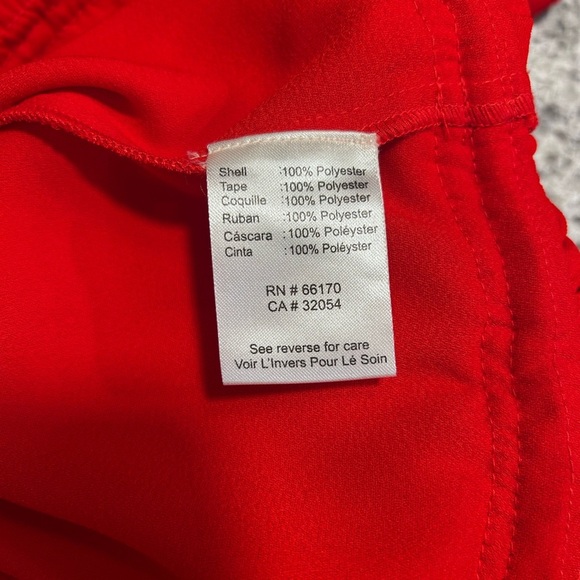 Shell :100% Polyester
Tape :100% Polyester
Coquille :100% Polyester
Ruban :100% Polyester
Cáscara :100% Poléyster
Cinta :100% Poléyster
RN # 66170
CA # 32054
See reverse for care
Voir L'Invers Pour Lé Soin